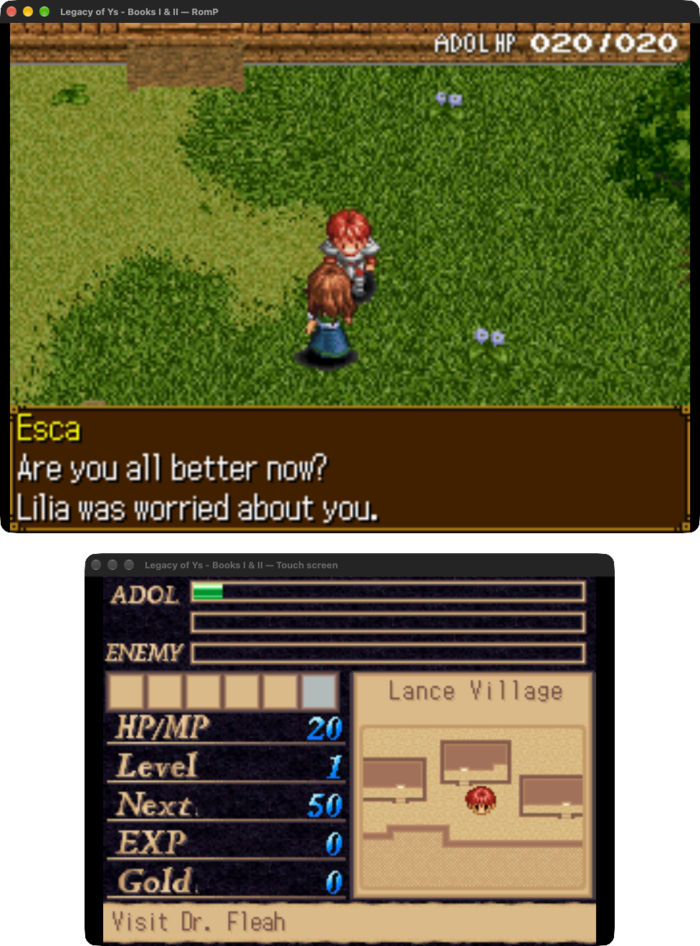 Legacy of Ys - Books I & II — RomP
ADOL HP 020/020
Esca
Are you all better now?
Lilia was worried about you.
Legacy of Ys - Books I & II — Touch screen
ADOL
ENEMY
HP/MP 20
Level 1
Next 50
EXP 0
Gold 0
Lance Village
Visit Dr. Fleah